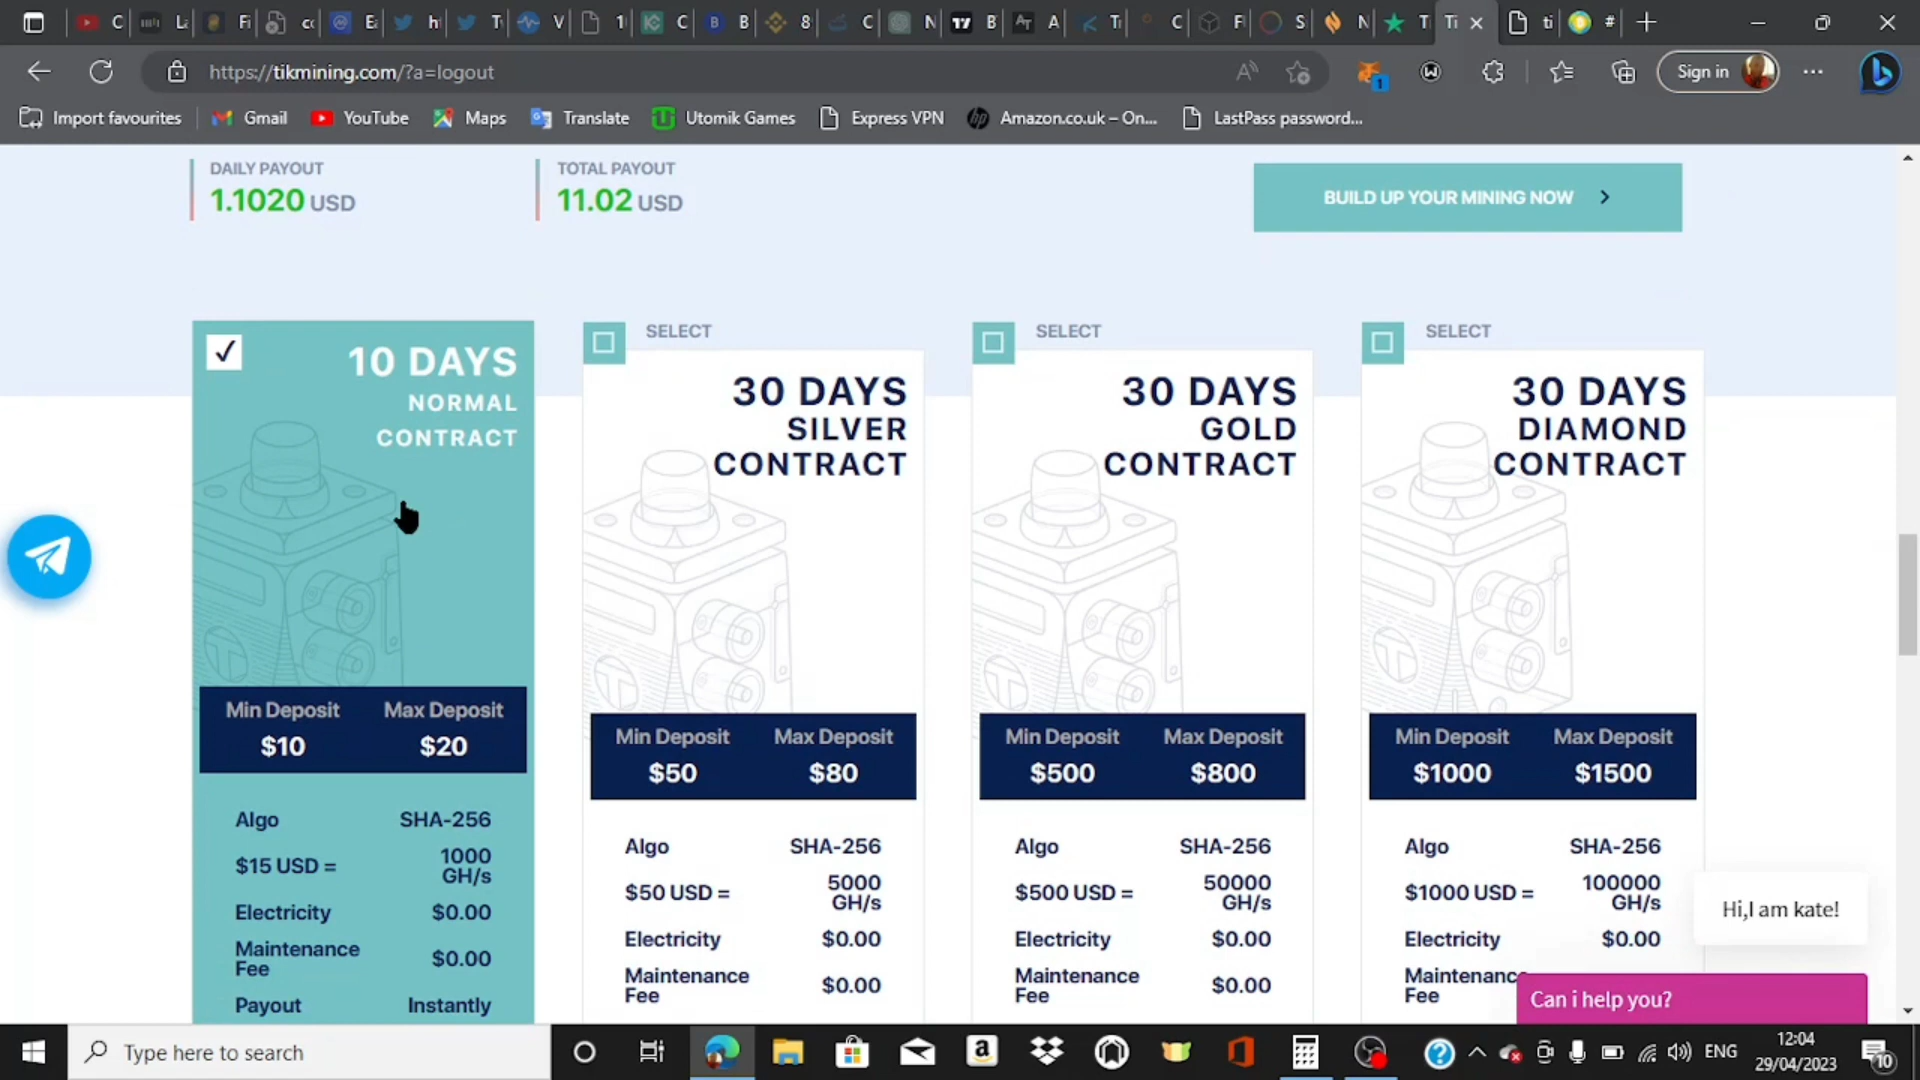 C
Fi
cc
Ea
h
T
V
1
C
B
8
C
N
B
A
T
C
F
S
N
T
Ti
ti
#
https://tikmining.com/?a=logout
Sign in
Import favourites
Gmail
YouTube
Maps
Translate
Utomik Games
Express VPN
Amazon.co.uk – On...
LastPass password...
DAILY PAYOUT
1.1020 USD
TOTAL PAYOUT
11.02 USD
BUILD UP YOUR MINING NOW
10 DAYS
NORMAL
CONTRACT
Min Deposit Max Deposit
$10 $20
Algo SHA-256
$15 USD = 1000
GH/s
Electricity $0.00
Maintenance
Fee $0.00
Payout Instantly
SELECT
30 DAYS
SILVER
CONTRACT
Min Deposit Max Deposit
$50 $80
Algo SHA-256
$50 USD = 5000
GH/s
Electricity $0.00
Maintenance
Fee $0.00
SELECT
30 DAYS
GOLD
CONTRACT
Min Deposit Max Deposit
$500 $800
Algo SHA-256
$500 USD = 50000
GH/s
Electricity $0.00
Maintenance
Fee $0.00
SELECT
30 DAYS
DIAMOND
CONTRACT
Min Deposit Max Deposit
$1000 $1500
Algo SHA-256
$1000 USD = 100000
GH/s
Electricity $0.00
Maintenance
Fee
Hi,I am kate!
Can i help you?
Type here to search
ENG
12:04
29/04/2023
10